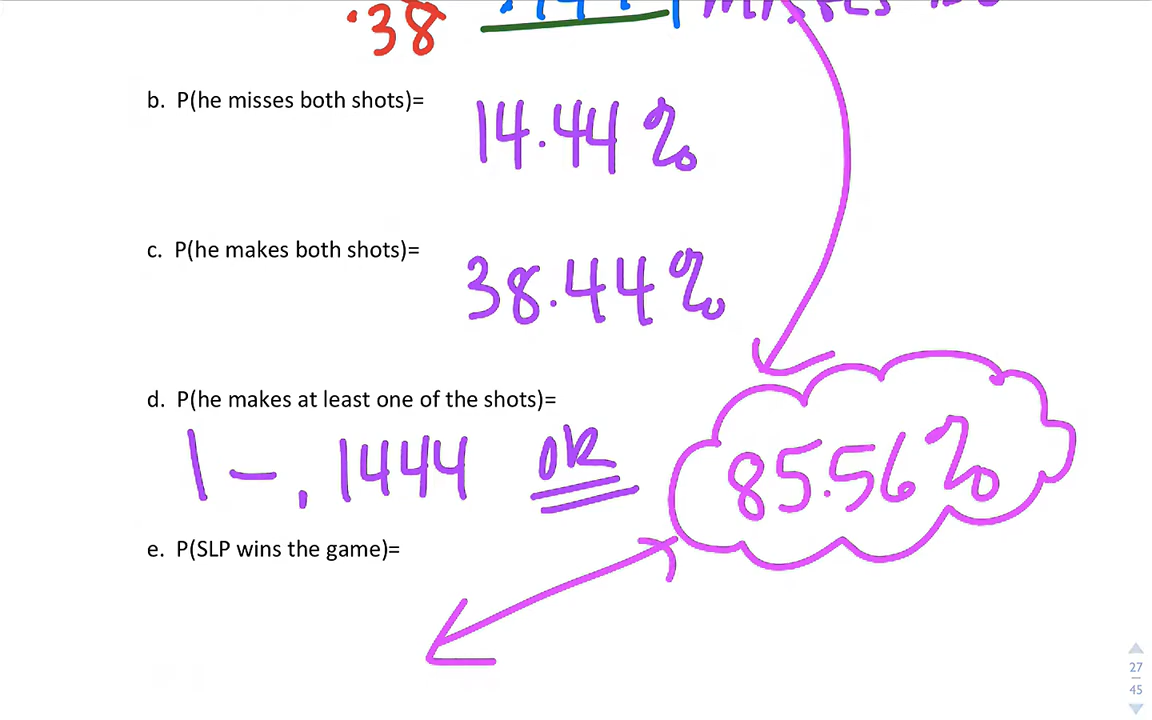 .38
b. P(he misses both shots)=
14.44%
c. P(he makes both shots)=
38.44%
d. P(he makes at least one of the shots)=
1 - .1444 OR 85.56%
e. P(SLP wins the game)=
27
45